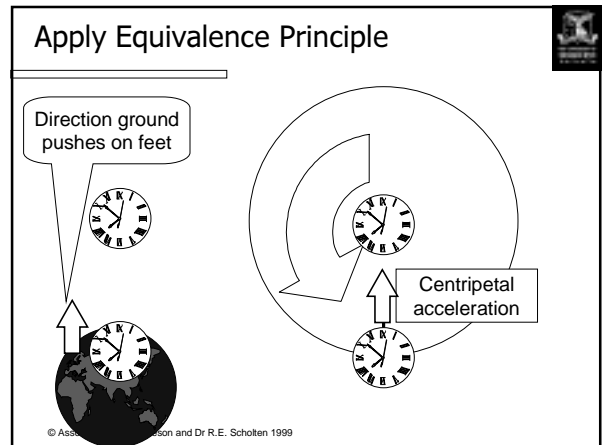 Apply Equivalence Principle
Direction ground
pushes on feet
Centripetal
acceleration
© Ass son and Dr R.E. Scholten 1999